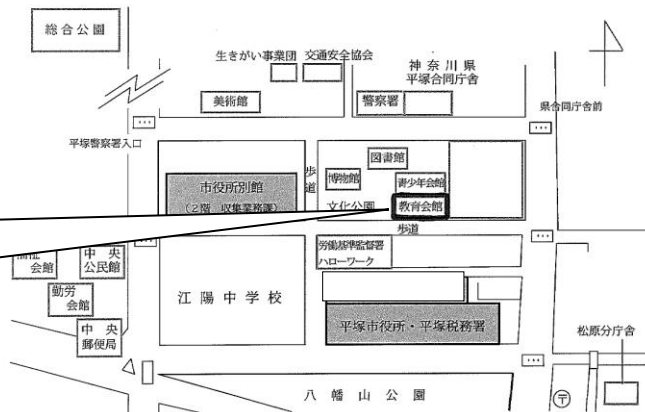 総合公園
生きがい事業団
交通安全協会
神奈川県
平塚合同庁舎
美術館
警察署
県合同庁舎前
平塚警察署入口
図書館
博物館
青少年会館
歩道
市役所別館
(2階 収集業務課)
文化公園
教育会館
歩道
労働基準監督署
ハローワーク
福祉
会館
中央
公民館
勤労
会館
中央
郵便局
江陽中学校
平塚市役所・平塚税務署
松原分庁舎
八幡山公園
〒